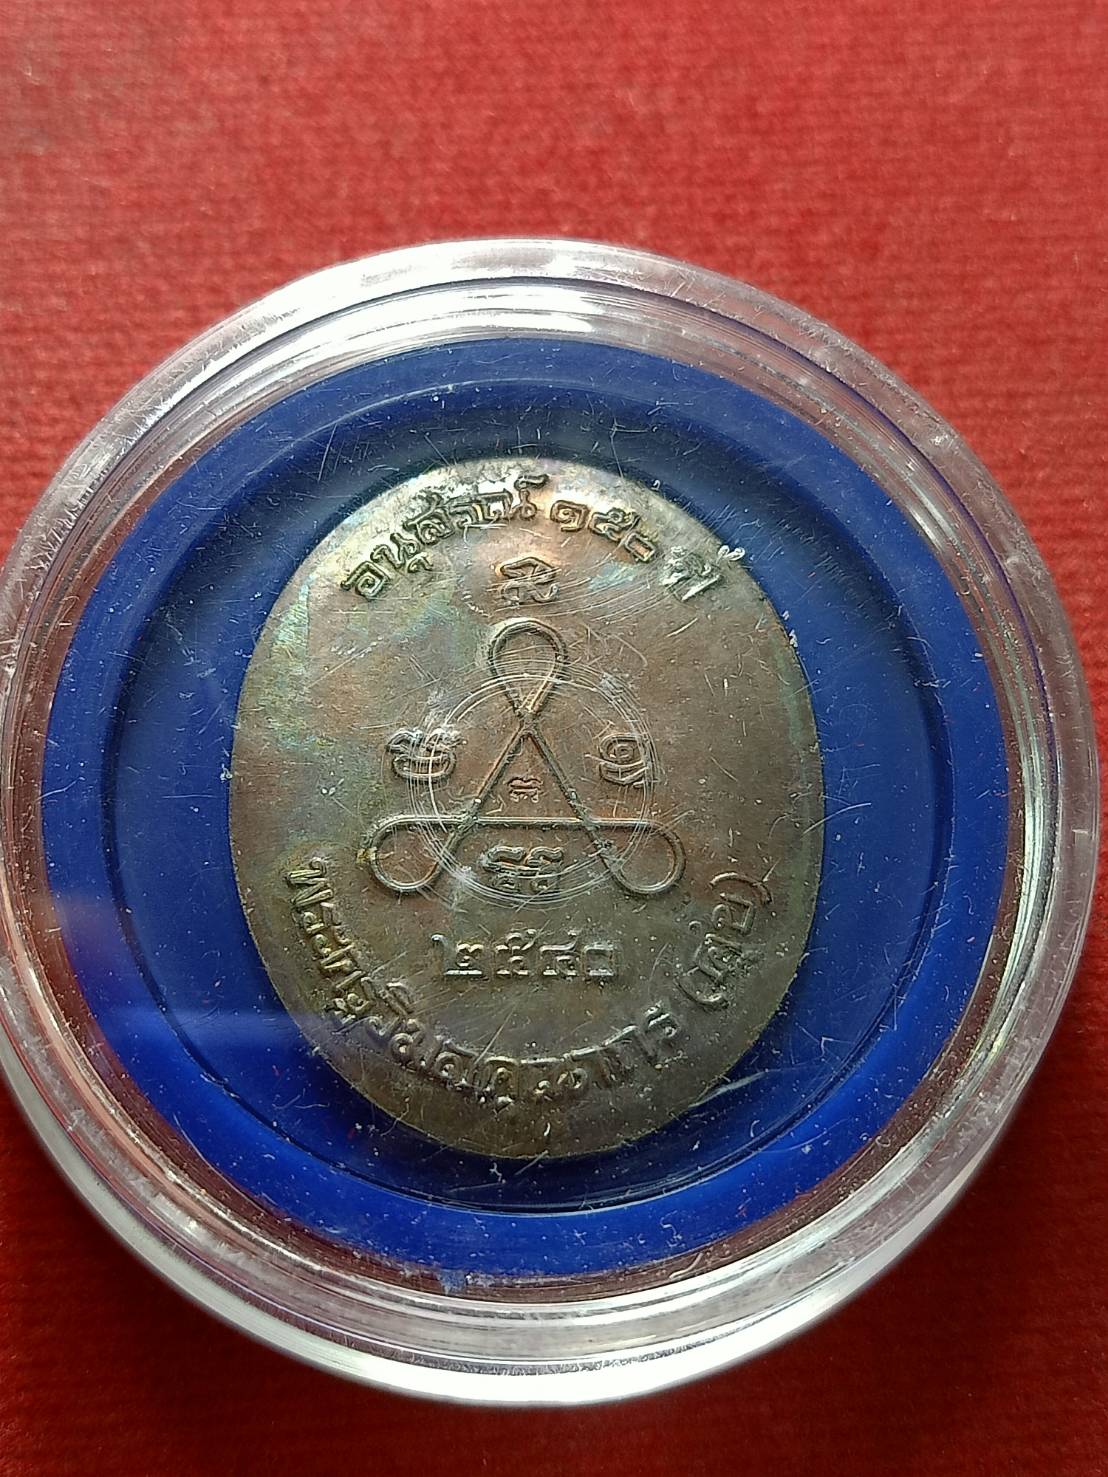 อนุสรณ์ ๑๕๐ ปี
๒๕๔๐
พระครูวิมลคุณากร (ศุข)